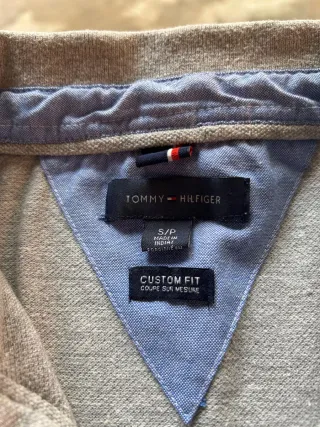 TOMMY HILFIGER
S/P
MADE IN
INDIA/
CUSTOM FIT
COUPE SUR MESURE